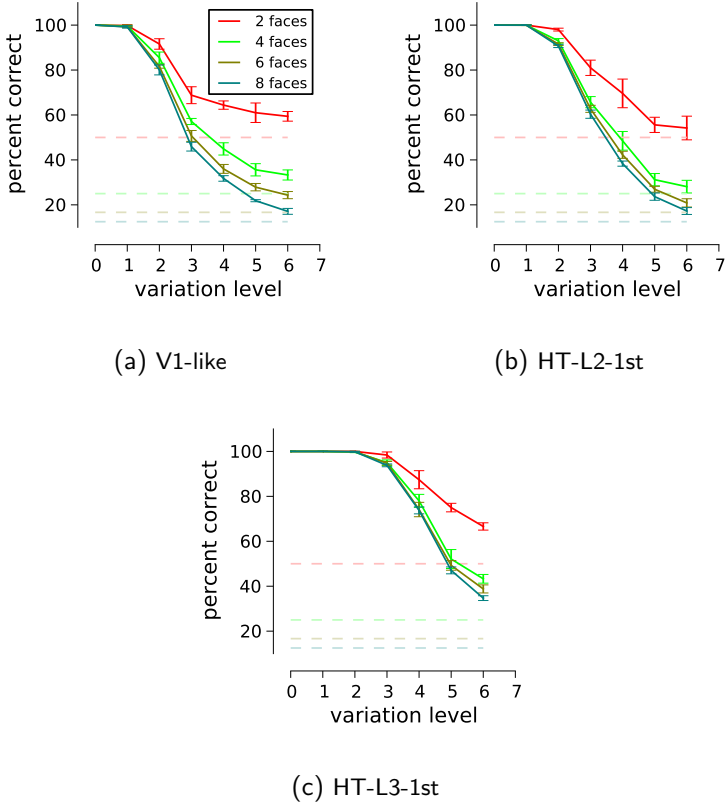 percent correct
100
80
60
40
20
2 faces
4 faces
6 faces
8 faces
0 1 2 3 4 5 6 7
variation level
(a) V1-like
percent correct
100
80
60
40
20
0 1 2 3 4 5 6 7
variation level
(b) HT-L2-1st
percent correct
100
80
60
40
20
0 1 2 3 4 5 6 7
variation level
(c) HT-L3-1st